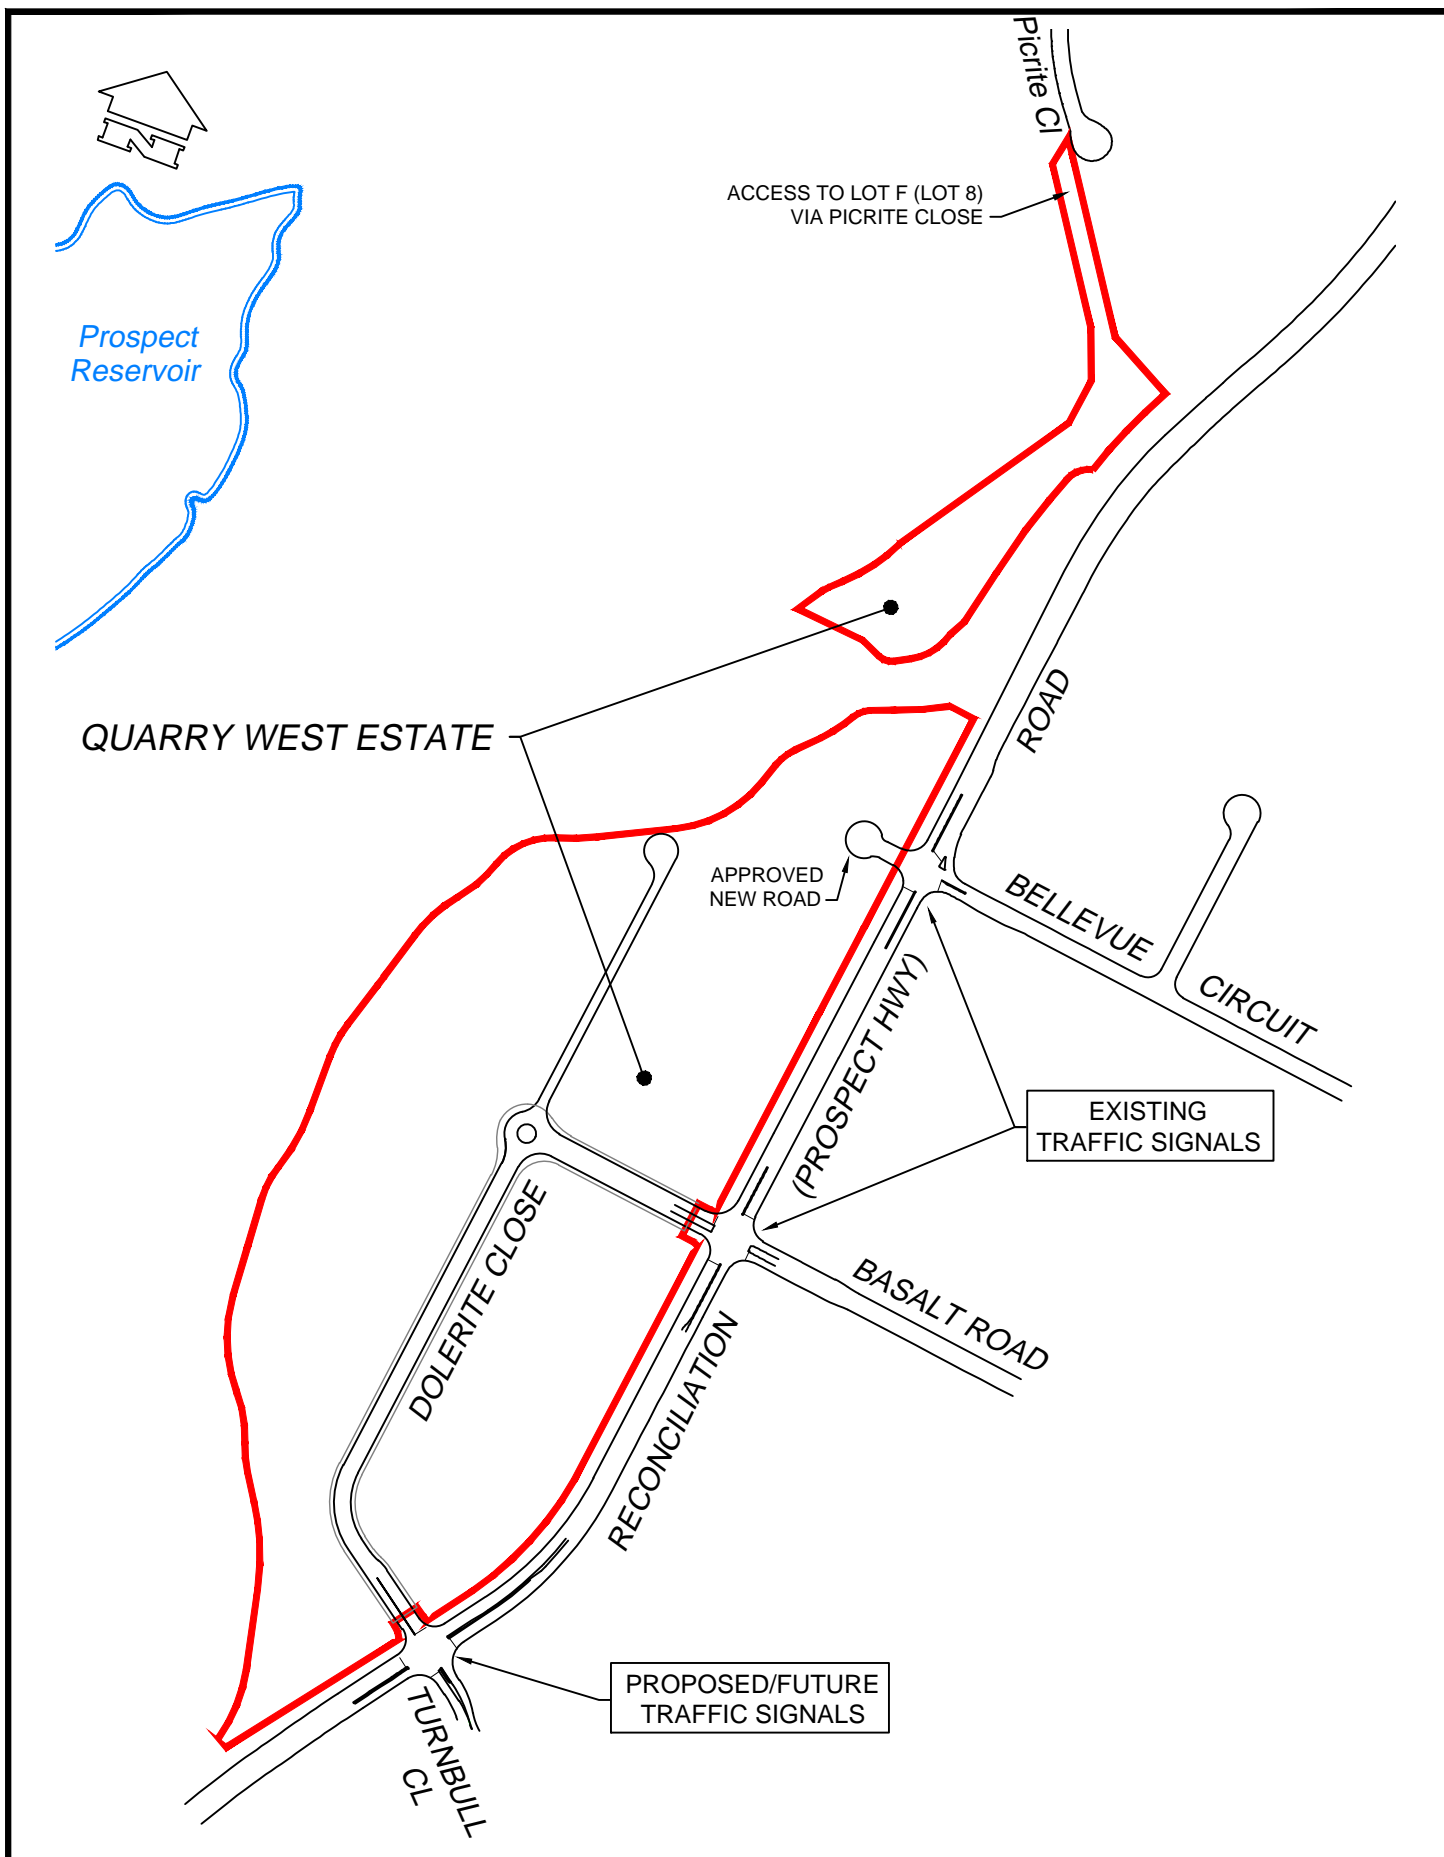 Picrite Cl
N
ACCESS TO LOT F (LOT 8)
VIA PICRITE CLOSE
Prospect
Reservoir
QUARRY WEST ESTATE
ROAD
APPROVED
NEW ROAD
BELLEVUE
CIRCUIT
(PROSPECT HWY)
EXISTING
TRAFFIC SIGNALS
DOLERITE CLOSE
BASALT ROAD
RECONCILIATION
PROPOSED/FUTURE
TRAFFIC SIGNALS
TURNBULL
CL